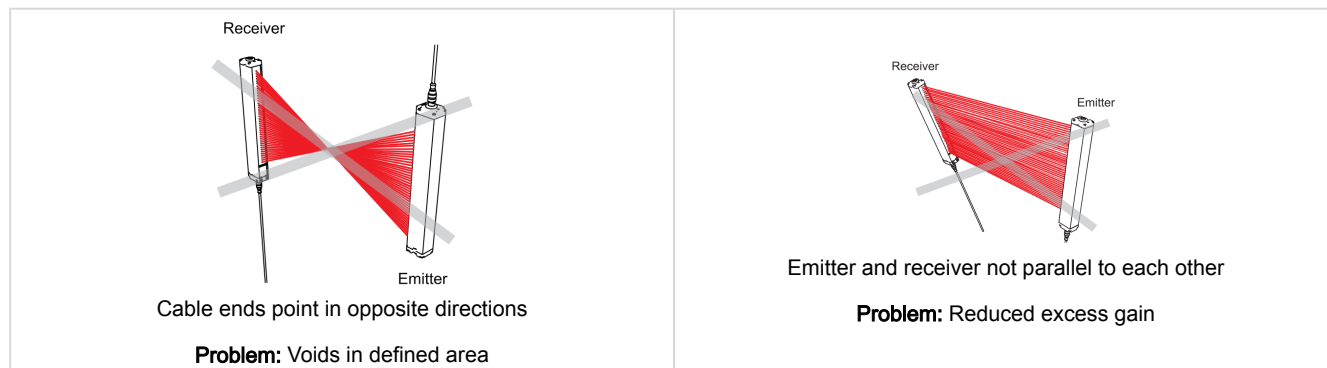 Receiver
Emitter
Cable ends point in opposite directions
Problem: Voids in defined area
Receiver
Emitter
Emitter and receiver not parallel to each other
Problem: Reduced excess gain